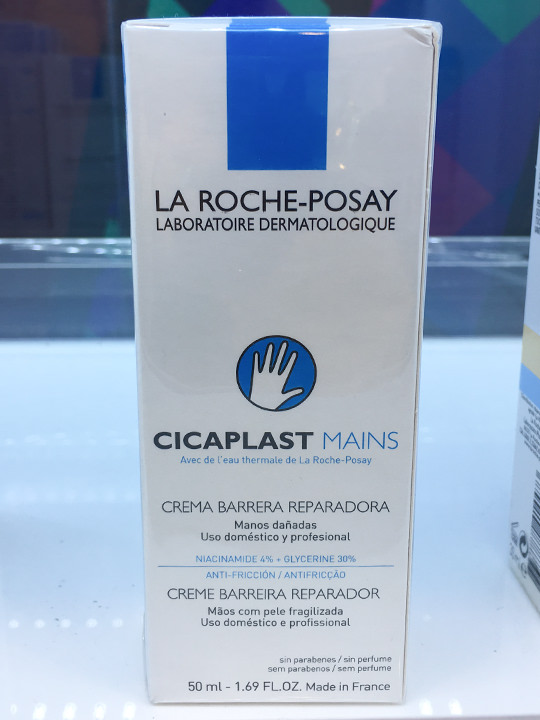 LA ROCHE-POSAY
LABORATOIRE DERMATOLOGIQUE
CICAPLAST MAINS
Avec de l'eau thermale de La Roche-Posay
CREMA BARRERA REPARADORA
Manos dañadas
Uso doméstico y profesional
NIACINAMIDE 4% + GLYCERINE 30%
ANTI-FRICCIÓN / ANTIFRICÇÃO
CREME BARREIRA REPARADOR
Mãos com pele fragilizada
Uso doméstico e profissional
sin parabenes / sin perfume
sem parabenos / sem perfume
50 ml - 1.69 FL.OZ. Made in France